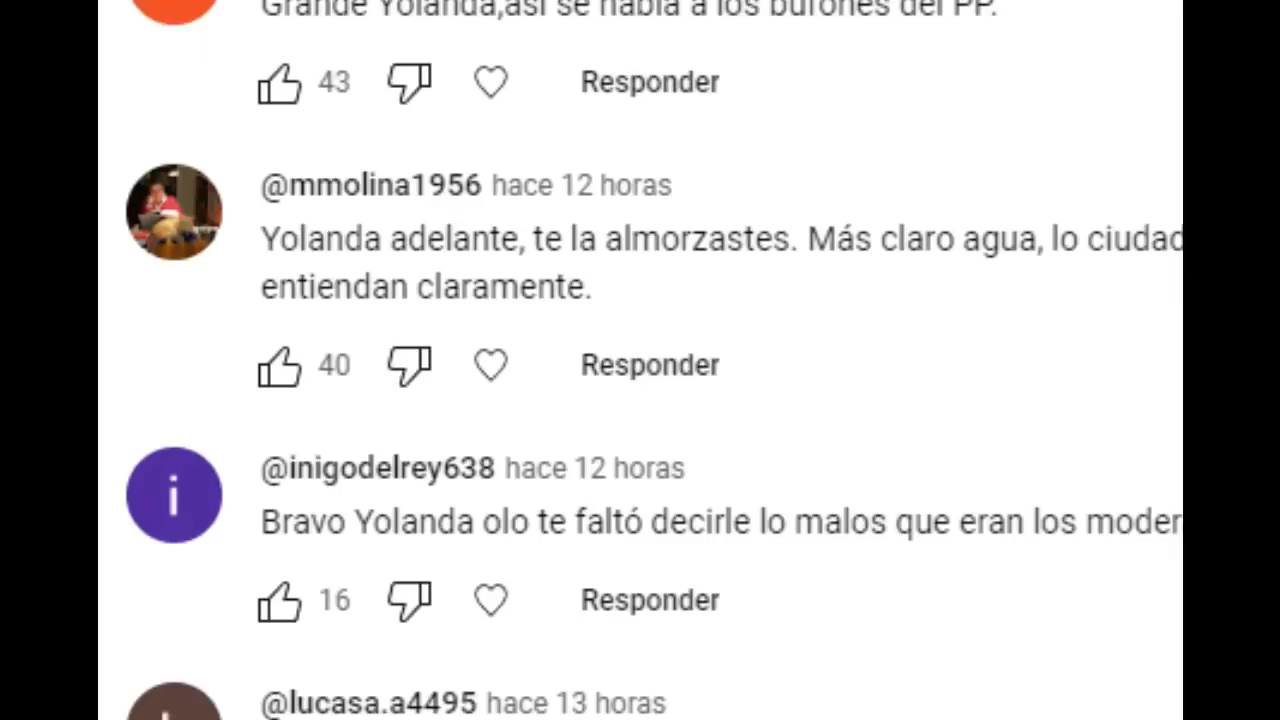 Grande Yolanda,así se habla a los bufones del PP.
43 Responder
@mmolina1956 hace 12 horas
Yolanda adelante, te la almorzastes. Más claro agua, lo ciudad
entiendan claramente.
40 Responder
i
@inigodelrey638 hace 12 horas
Bravo Yolanda olo te faltó decirle lo malos que eran los moder
16 Responder
@lucasa.a4495 hace 13 horas